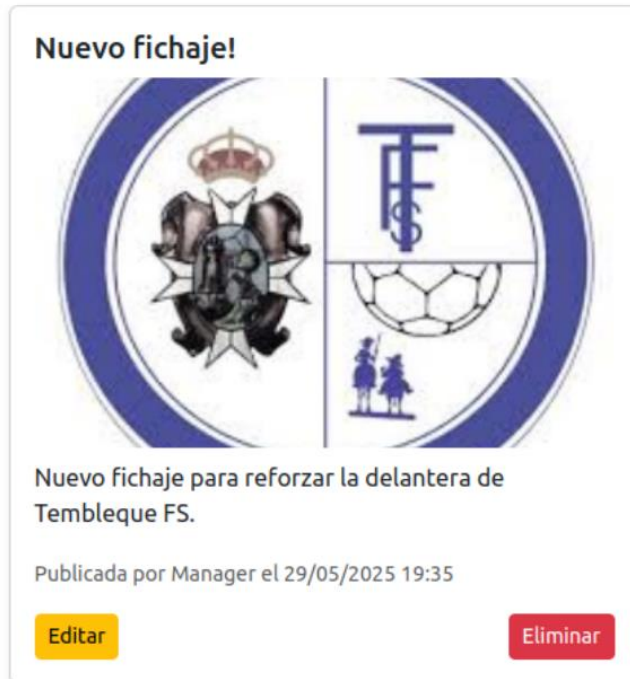 Nuevo fichaje!
TFS
Nuevo fichaje para reforzar la delantera de
Tembleque FS.
Publicada por Manager el 29/05/2025 19:35
Editar
Eliminar